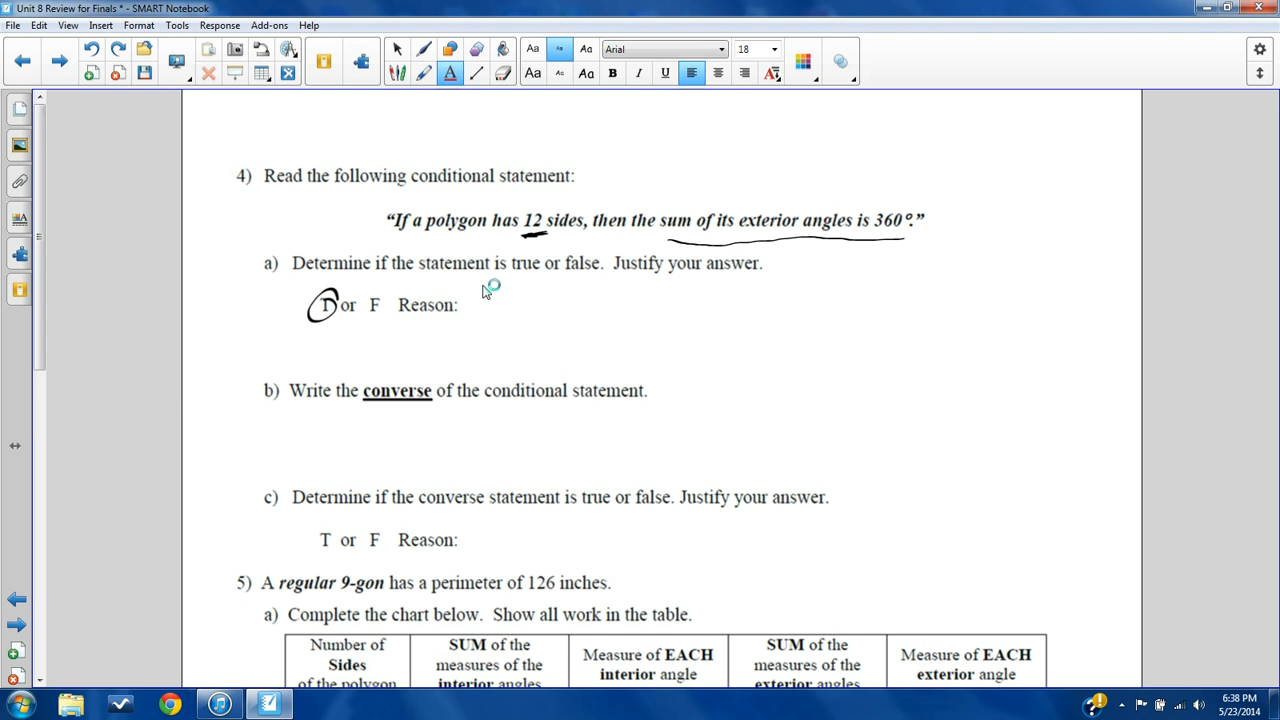 Unit 8 Review for Finals * - SMART Notebook
File Edit View Insert Format Tools Response Add-ons Help
Aa Aa Aa Arial 18
Aa Aa Aa B I U A
4) Read the following conditional statement:
“If a polygon has 12 sides, then the sum of its exterior angles is 360°.”
a) Determine if the statement is true or false. Justify your answer.
T or F Reason:
b) Write the converse of the conditional statement.
c) Determine if the converse statement is true or false. Justify your answer.
T or F Reason:
5) A regular 9-gon has a perimeter of 126 inches.
a) Complete the chart below. Show all work in the table.
Number of Sides of the polygon
SUM of the measures of the interior angles
Measure of EACH interior angle
SUM of the measures of the exterior angles
Measure of EACH exterior angle
6:38 PM
5/23/2014